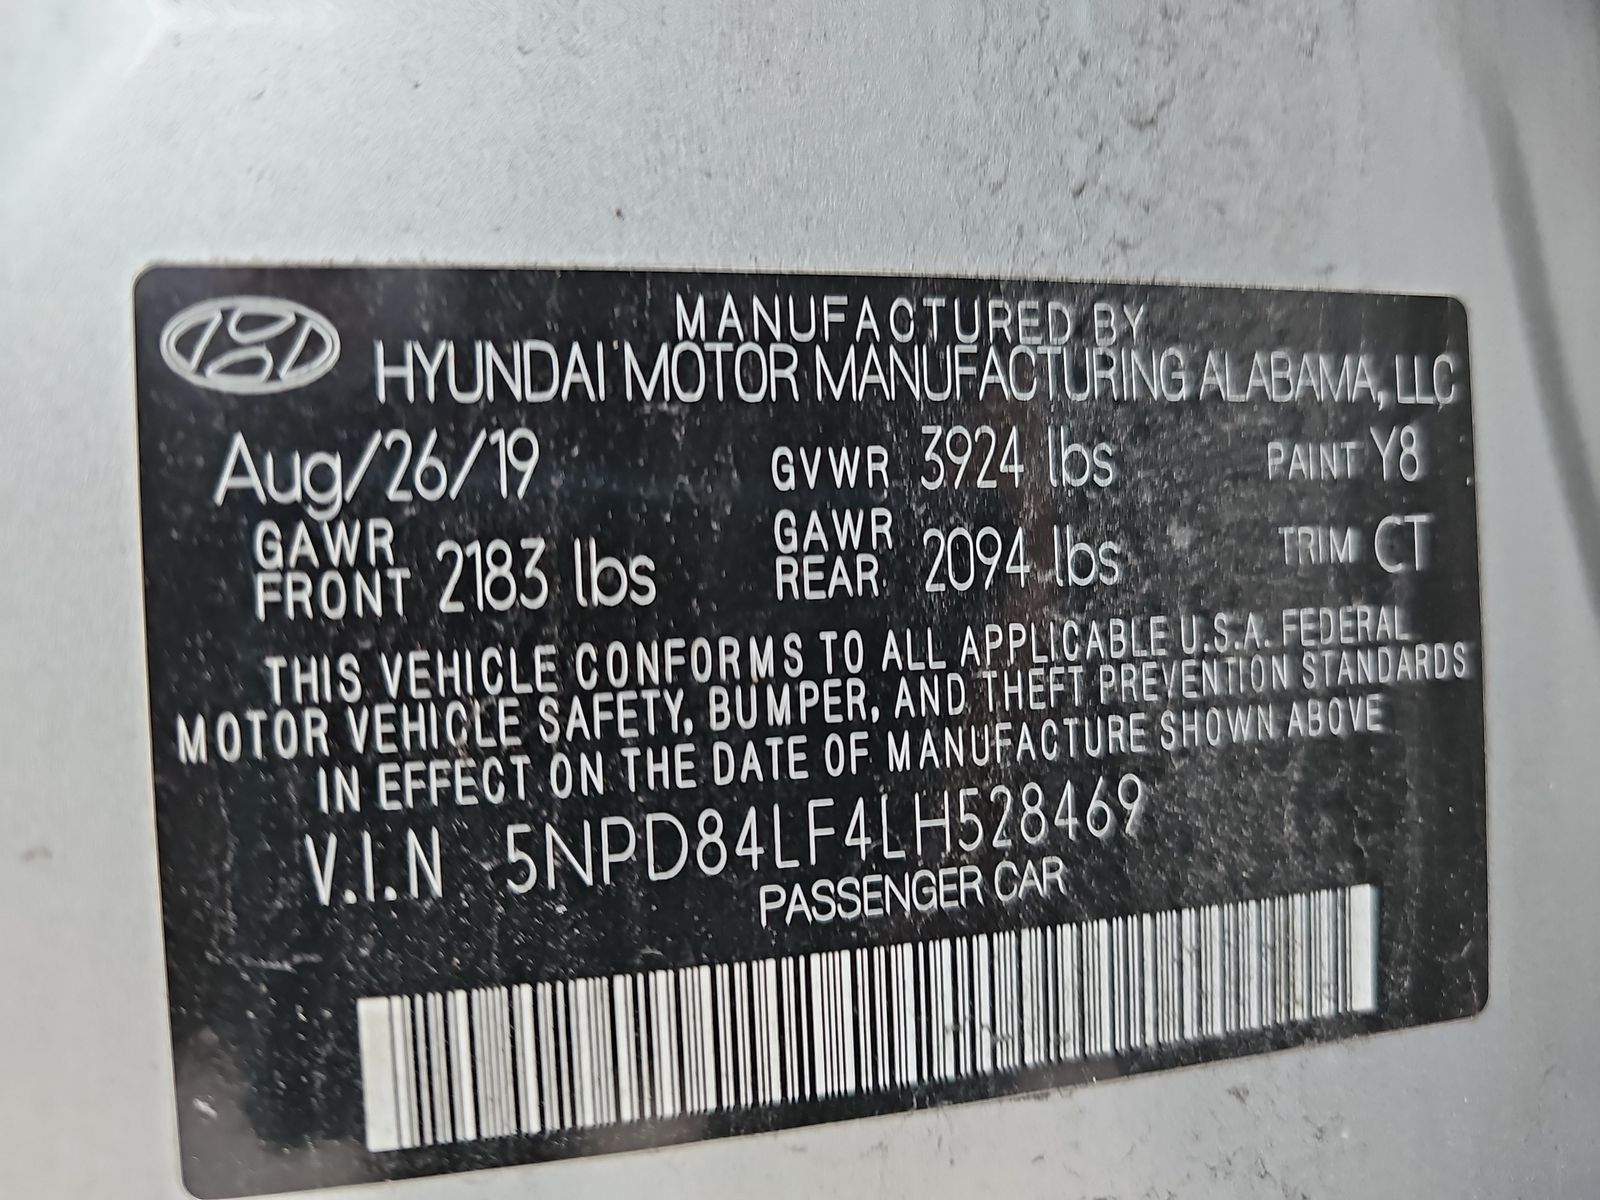 MANUFACTURED BY
HYUNDAI MOTOR MANUFACTURING ALABAMA, LLC
Aug/26/19 GVWR 3924 lbs PAINT Y8
GAWR FRONT 2183 lbs GAWR REAR 2094 lbs TRIM CT
THIS VEHICLE CONFORMS TO ALL APPLICABLE U.S.A. FEDERAL
MOTOR VEHICLE SAFETY, BUMPER, AND THEFT PREVENTION STANDARDS
IN EFFECT ON THE DATE OF MANUFACTURE SHOWN ABOVE
V.I.N 5NPD84LF4LH528469
PASSENGER CAR